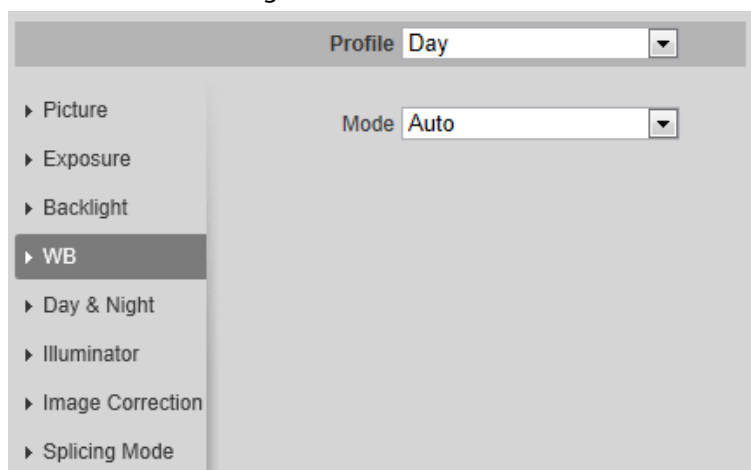 Profile Day
Picture
Mode Auto
Exposure
Backlight
WB
Day & Night
Illuminator
Image Correction
Splicing Mode